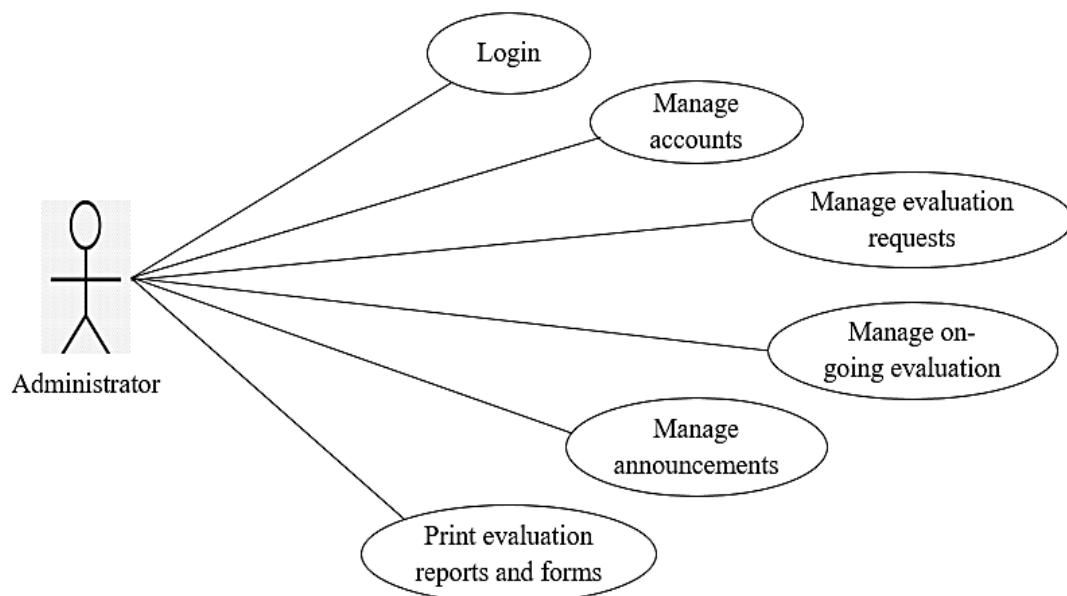 Login
Manage
accounts
Manage evaluation
requests
Manage on-
going evaluation
Administrator
Manage
announcements
Print evaluation
reports and forms